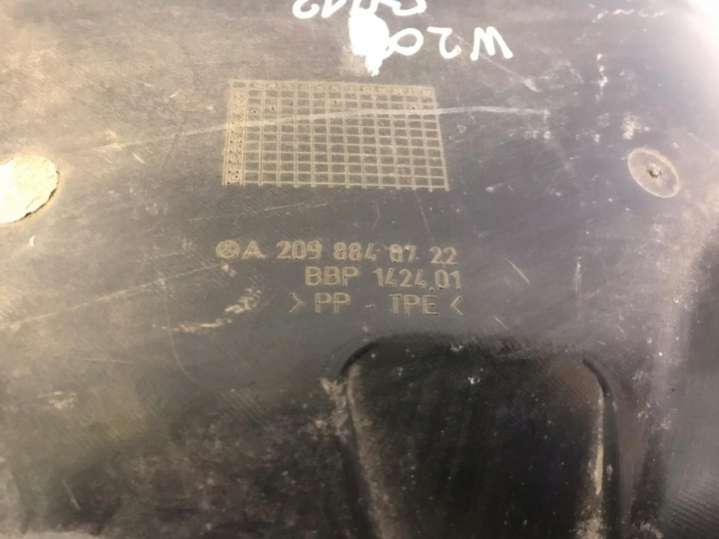 W20
A 209 884 07 22
BBP 1424.01
> PP - TPE <